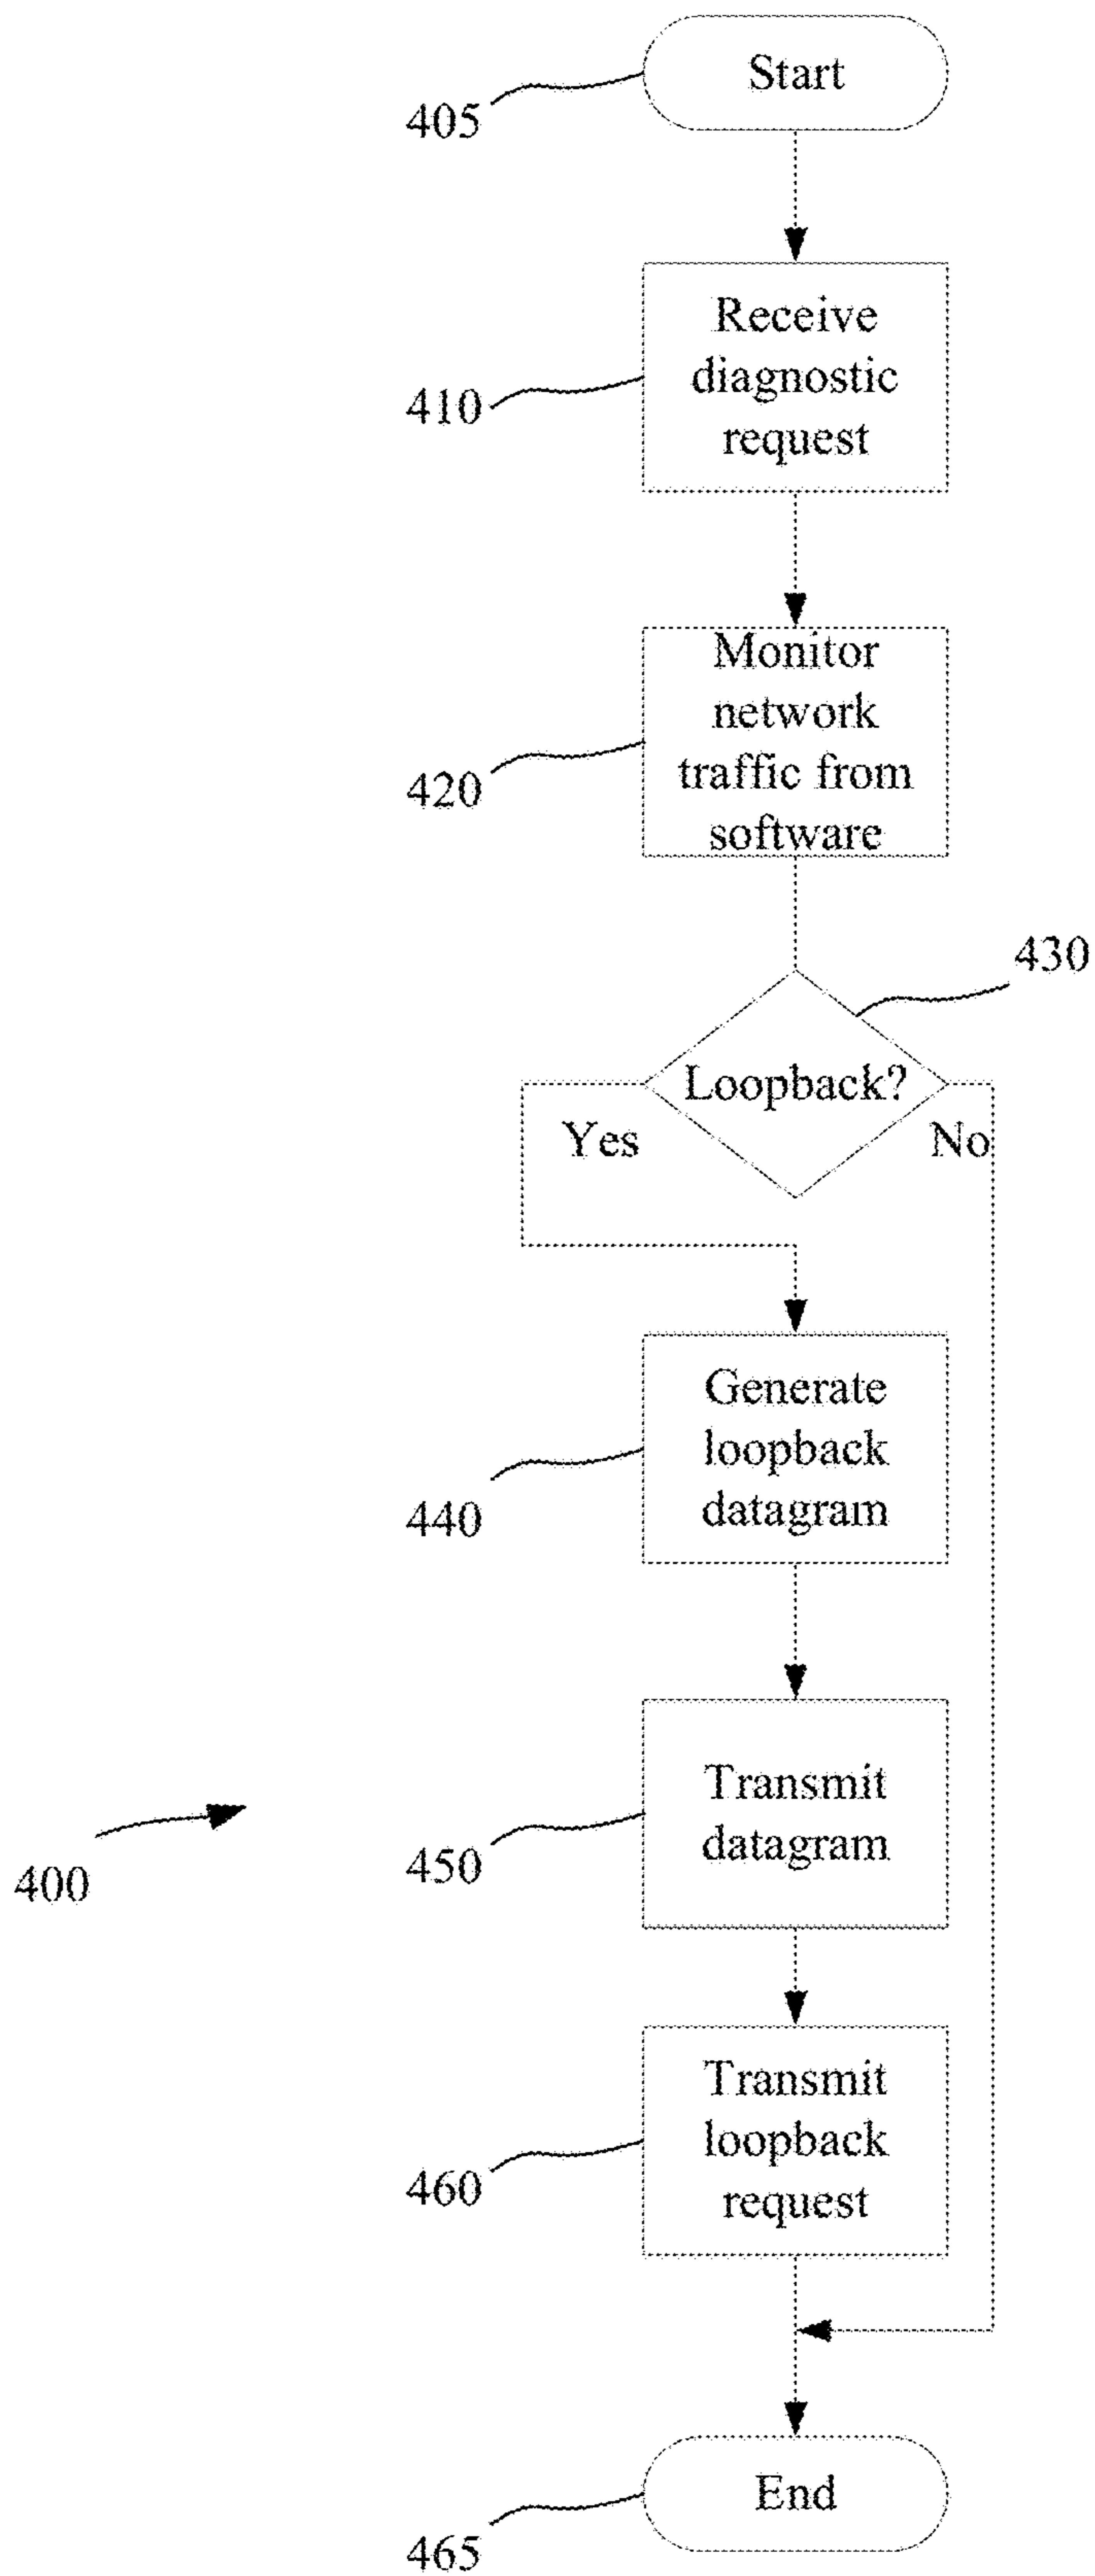 Start
405
Receive
diagnostic
request
410
Monitor
network
traffic from
software
420
430
Loopback?
Yes
No
Generate
loopback
datagram
440
Transmit
datagram
450
400
Transmit
loopback
request
460
End
465